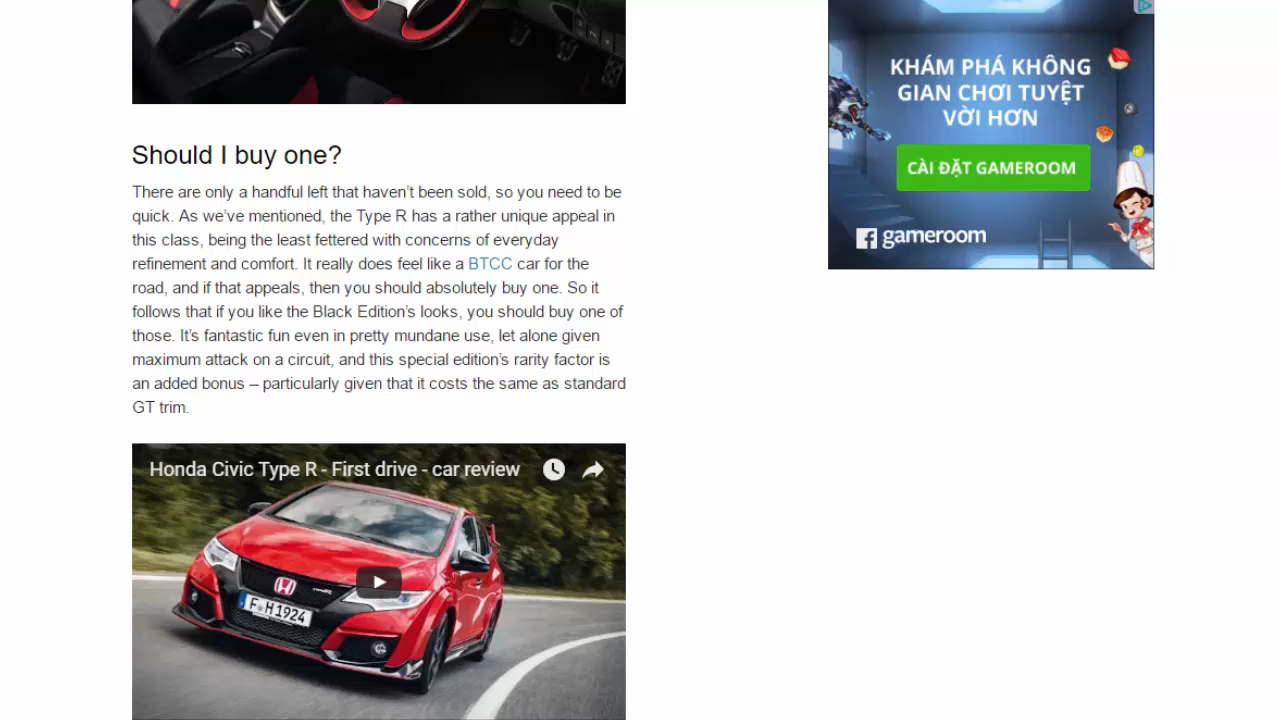 Should I buy one?
There are only a handful left that haven’t been sold, so you need to be
quick. As we’ve mentioned, the Type R has a rather unique appeal in
this class, being the least fettered with concerns of everyday
refinement and comfort. It really does feel like a BTCC car for the
road, and if that appeals, then you should absolutely buy one. So it
follows that if you like the Black Edition’s looks, you should buy one of
those. It’s fantastic fun even in pretty mundane use, let alone given
maximum attack on a circuit, and this special edition’s rarity factor is
an added bonus – particularly given that it costs the same as standard
GT trim.
Honda Civic Type R - First drive - car review
F H 1924
KHÁM PHÁ KHÔNG
GIAN CHƠI TUYỆT
VỜI HƠN
CÀI ĐẶT GAMEROOM
gameroom